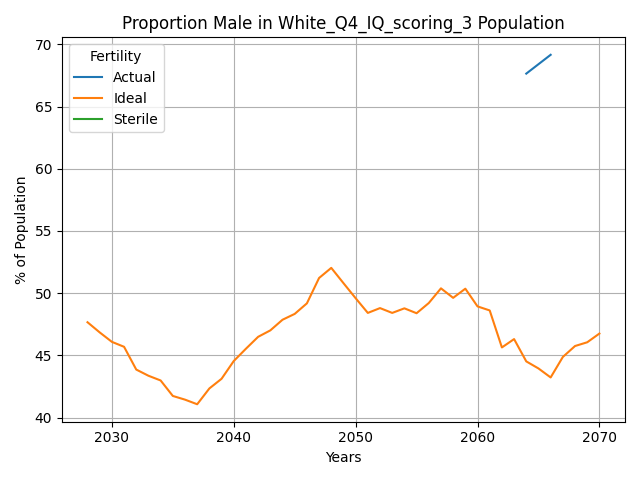 Proportion Male in White_Q4_IQ_scoring_3 Population
Fertility
Actual
Ideal
Sterile
% of Population
70
65
60
55
50
45
40
2030 2040 2050 2060 2070
Years